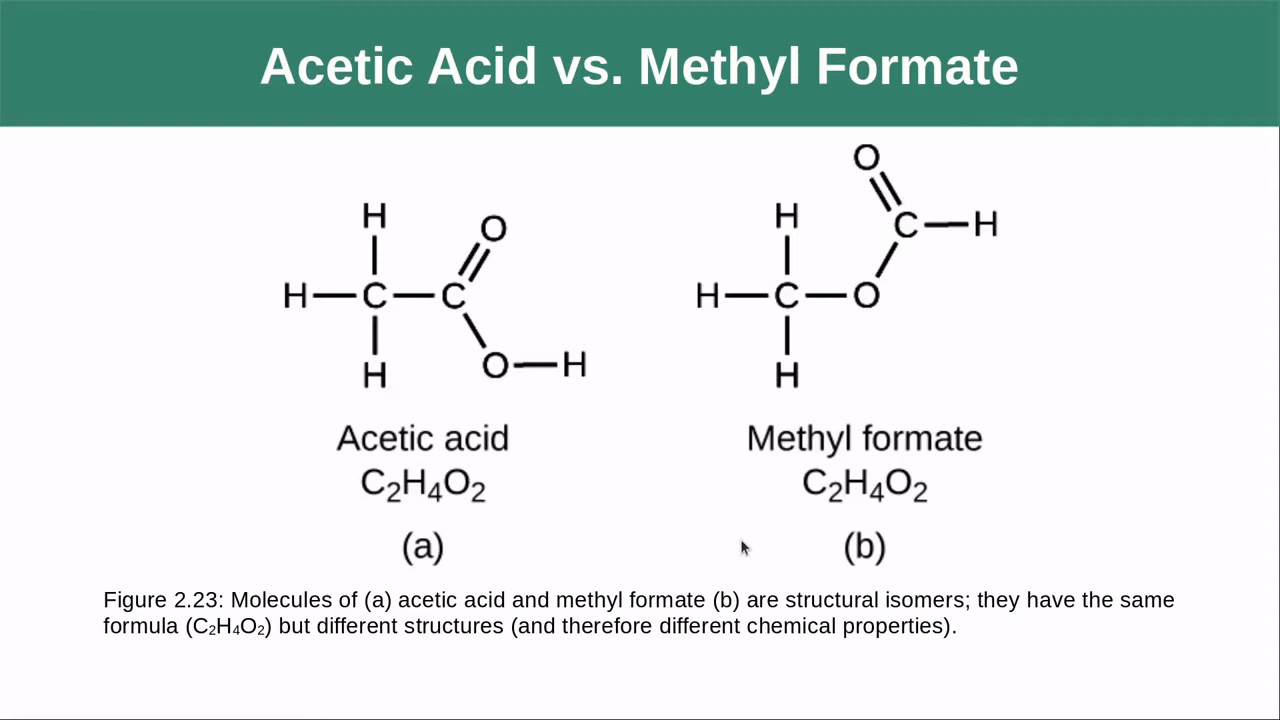 Acetic Acid vs. Methyl Formate
O
H O H C H
H C C H C O
H O H H
Acetic acid Methyl formate
C₂H₄O₂ C₂H₄O₂
(a) (b)
Figure 2.23: Molecules of (a) acetic acid and methyl formate (b) are structural isomers; they have the same
formula (C₂H₄O₂) but different structures (and therefore different chemical properties).